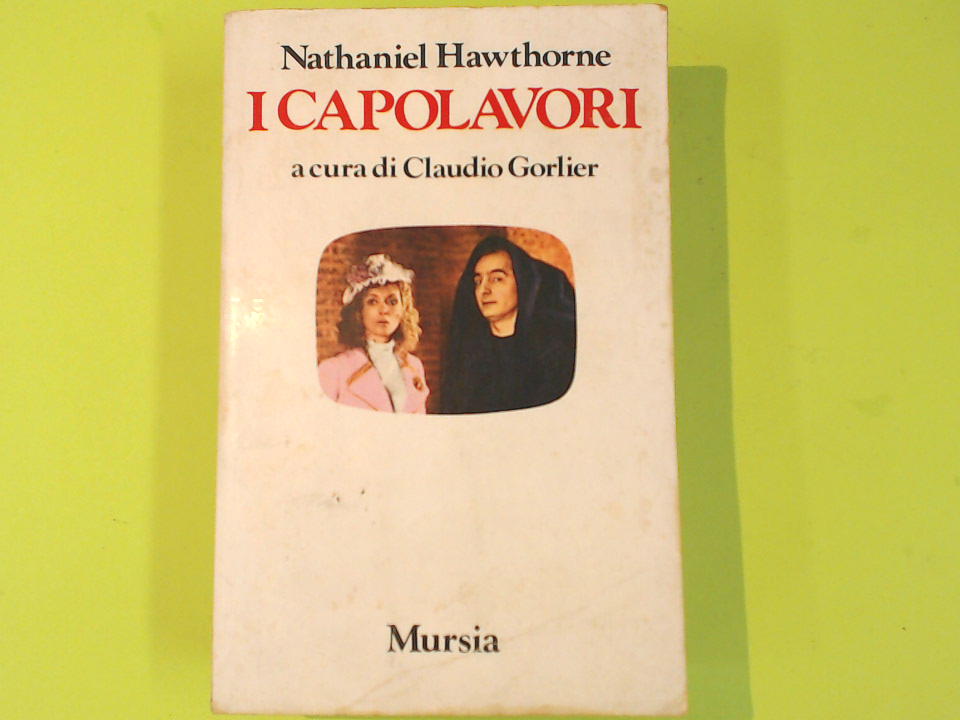 Nathaniel Hawthorne
I CAPOLAVORI
a cura di Claudio Gorlier
Mursia